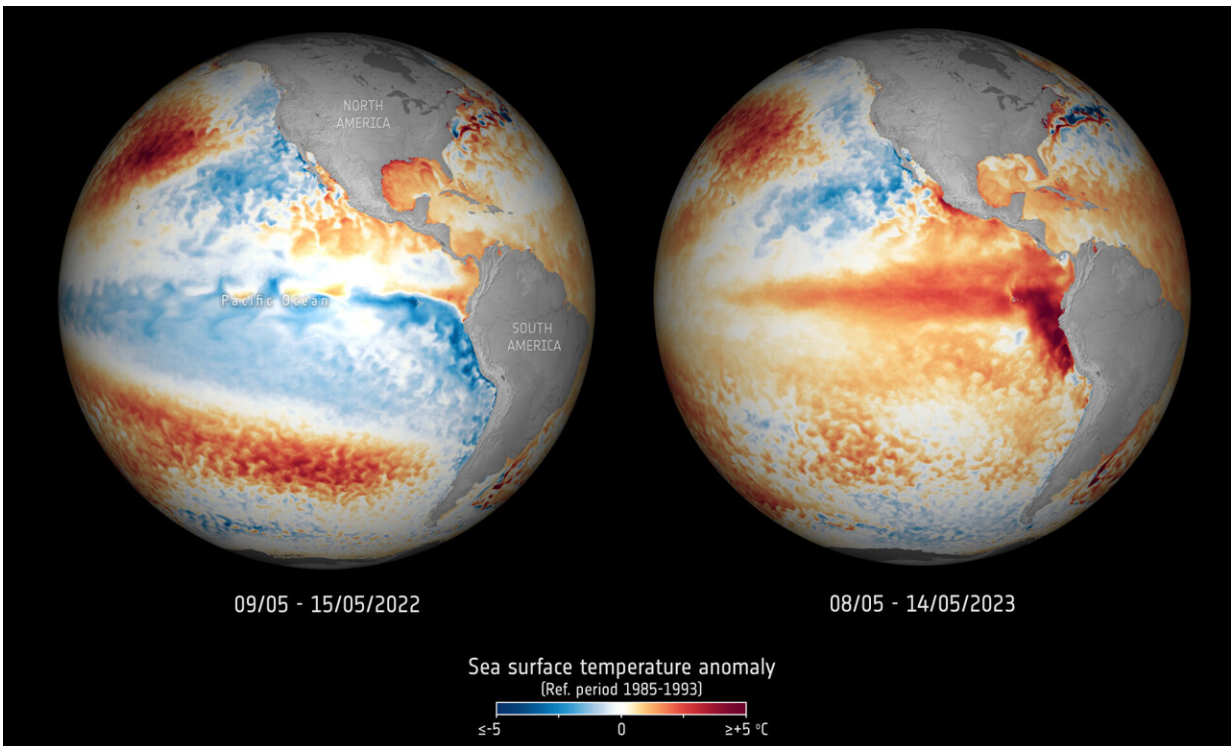 NORTH
AMERICA
Pacific Ocean
SOUTH
AMERICA
09/05 - 15/05/2022
08/05 - 14/05/2023
Sea surface temperature anomaly
(Ref. period 1985-1993)
≤-5 0 ≥+5 °C